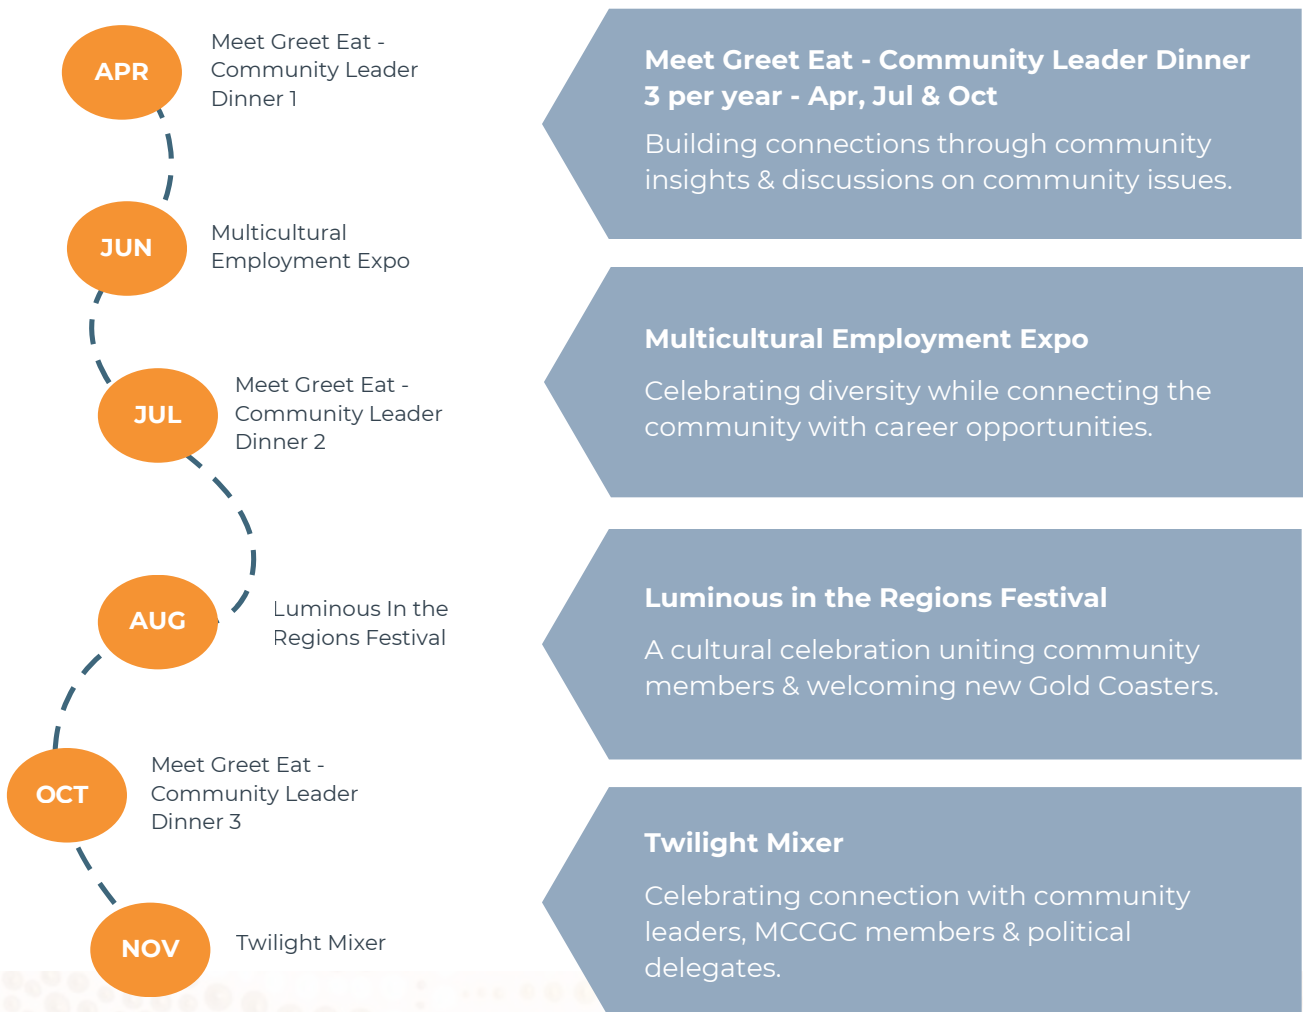 APR
Meet Greet Eat -
Community Leader
Dinner 1
JUN
Multicultural
Employment Expo
JUL
Meet Greet Eat -
Community Leader
Dinner 2
AUG
Luminous In the
Regions Festival
OCT
Meet Greet Eat -
Community Leader
Dinner 3
NOV
Twilight Mixer
Meet Greet Eat - Community Leader Dinner
3 per year - Apr, Jul & Oct
Building connections through community
insights & discussions on community issues.
Multicultural Employment Expo
Celebrating diversity while connecting the
community with career opportunities.
Luminous in the Regions Festival
A cultural celebration uniting community
members & welcoming new Gold Coasters.
Twilight Mixer
Celebrating connection with community
leaders, MCCGC members & political
delegates.